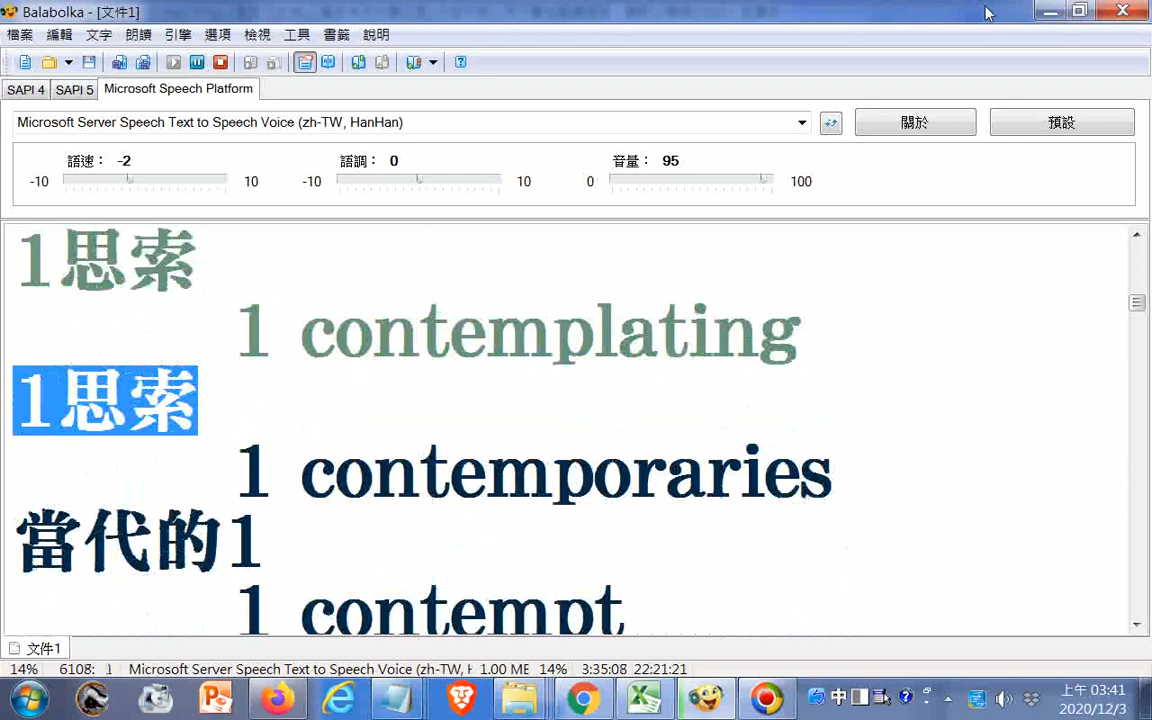 Balabolka - [文件1]
檔案 編輯 文字 朗讀 引擎 選項 檢視 工具 書籤 說明
SAPI 4 SAPI 5 Microsoft Speech Platform
Microsoft Server Speech Text to Speech Voice (zh-TW, HanHan) 關於 預設
語速： -2 語調： 0 音量： 95
-10 10 -10 10 0 100
1思索
1 contemplating
1思索
1 contemporaries
當代的1
1 contempt
文件1
14% 6108: 1 Microsoft Server Speech Text to Speech Voice (zh-TW, 1.00 ME 14% 3:35:08 22:21:21
中 上午 03:41
2020/12/3